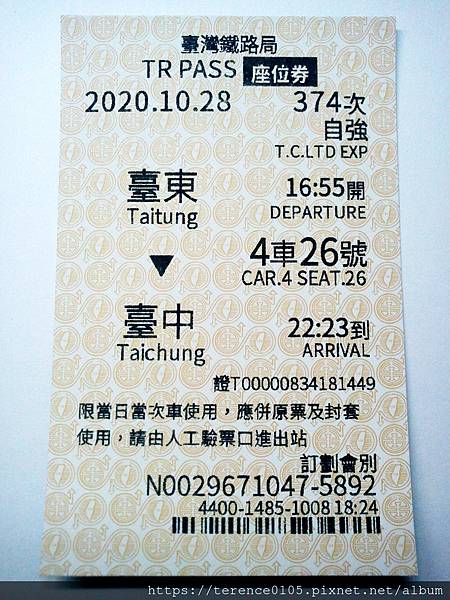 臺灣鐵路局
TR PASS 座位券
2020.10.28 374次
自強
T.C.LTD EXP
臺東 16:55開
Taitung DEPARTURE
▼ 4車26號
CAR.4 SEAT.26
臺中 22:23到
Taichung ARRIVAL
證T00000834181449
限當日當次車使用，應併原票及封套
使用，請由人工驗票口進出站
訂劃會別
N0029671047-5892
4400-1485-1008 18:24
https://terence0105.pixnet.net/album